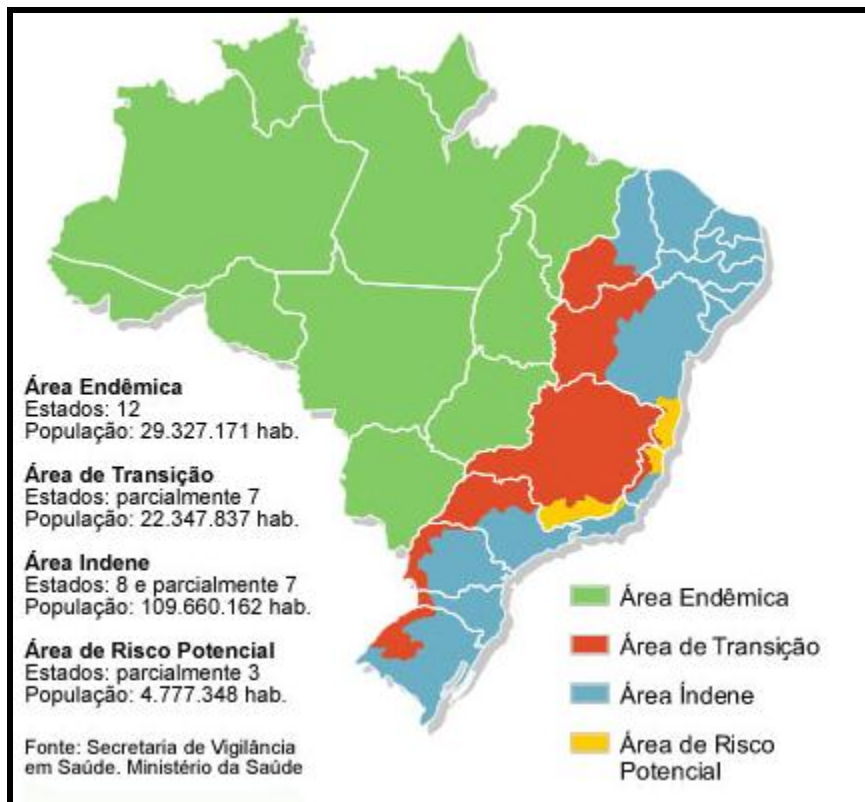 Área Endêmica
Estados: 12
População: 29.327.171 hab.
Área de Transição
Estados: parcialmente 7
População: 22.347.837 hab.
Área Indene
Estados: 8 e parcialmente 7
População: 109.660.162 hab.
Área de Risco Potencial
Estados: parcialmente 3
População: 4.777.348 hab.
Fonte: Secretaria de Vigilância
em Saúde. Ministério da Saúde
Área Endêmica
Área de Transição
Área Índene
Área de Risco
Potencial